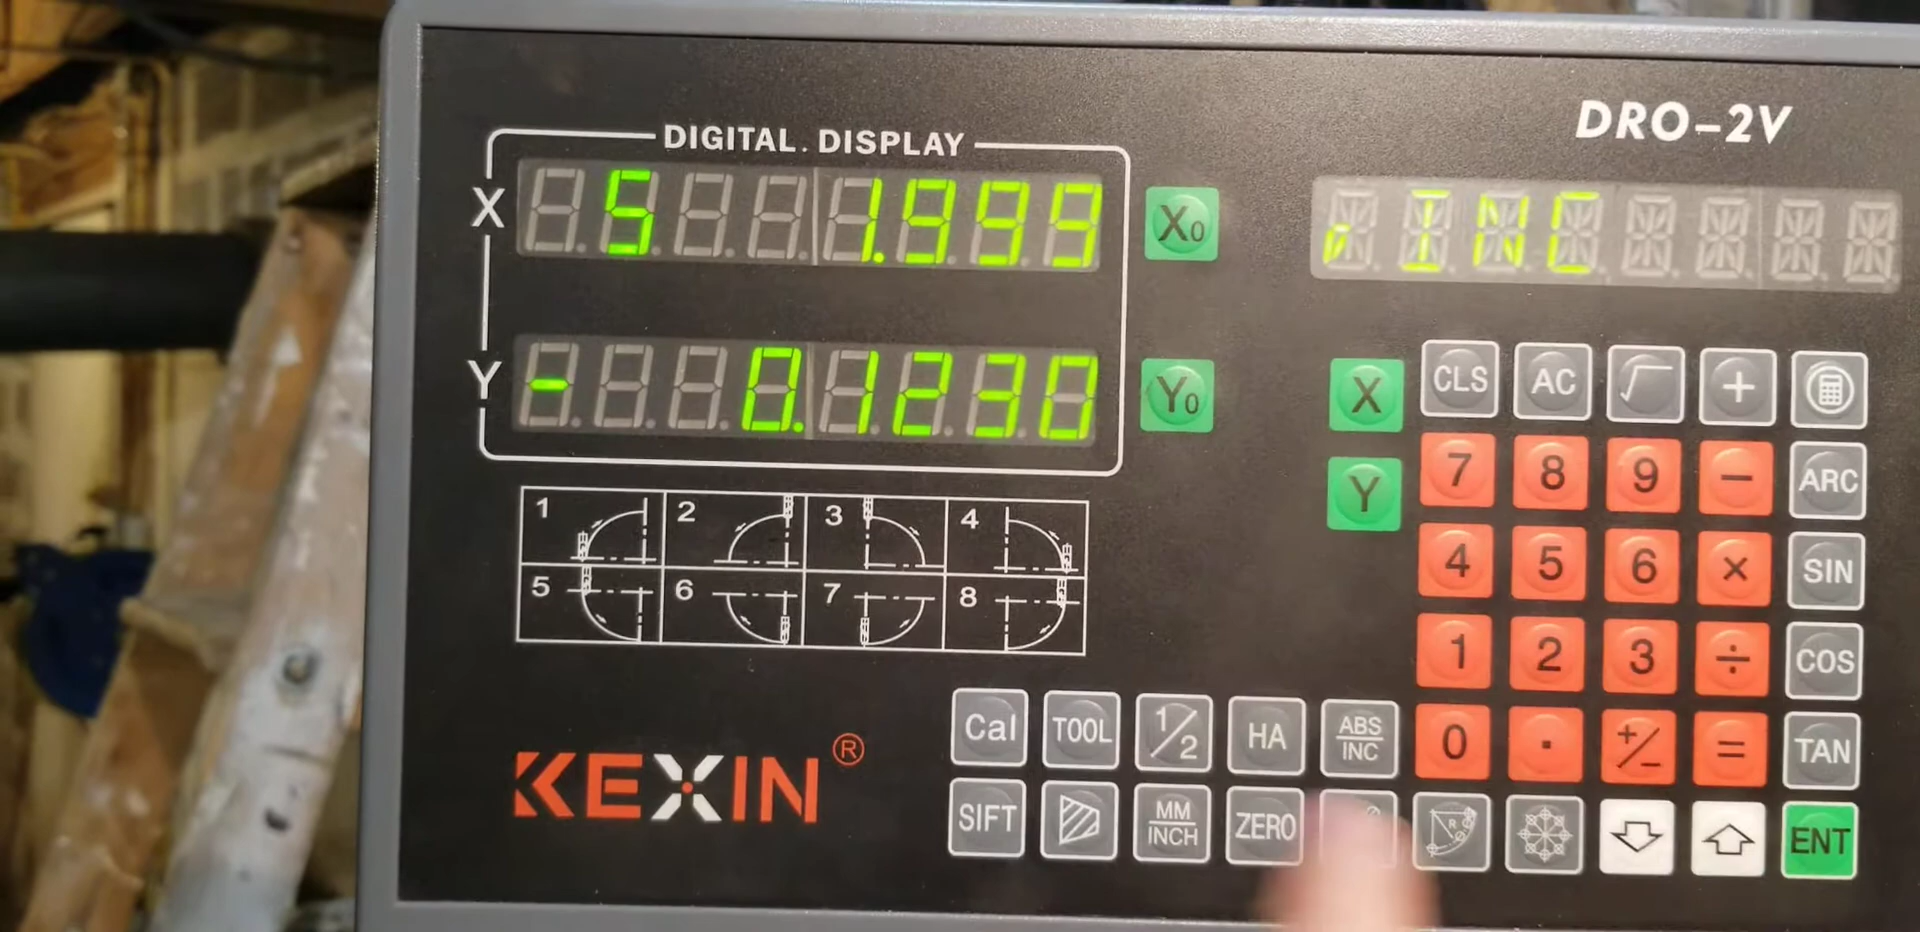 DRO-2V
DIGITAL. DISPLAY
X 5 1.999 X0 INC
Y -0.1230 Y0
X CLS AC √ +
Y 7 8 9 - ARC
4 5 6 × SIN
1 2 3 ÷ COS
0 . +/- = TAN
1 2 3 4
5 6 7 8
KEXIN®
Cal TOOL 1/2 HA ABS/INC
SIFT MM/INCH ZERO R ENT